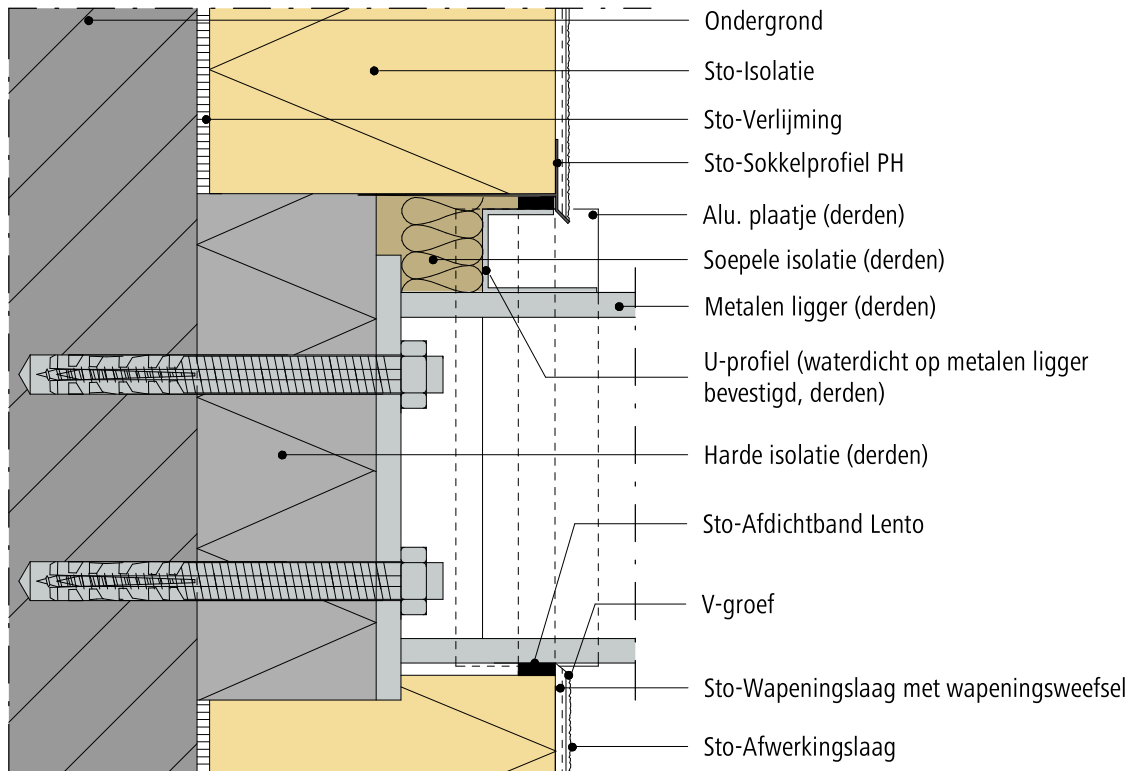 Ondergrond
Sto-Isolatie
Sto-Verlijming
Sto-Sokkelprofiel PH
Alu. plaatje (derden)
Soepele isolatie (derden)
Metalen ligger (derden)
U-profiel (waterdicht op metalen ligger
bevestigd, derden)
Harde isolatie (derden)
Sto-Afdichtband Lento
V-groef
Sto-Wapeningslaag met wapeningsweefsel
Sto-Afwerkingslaag